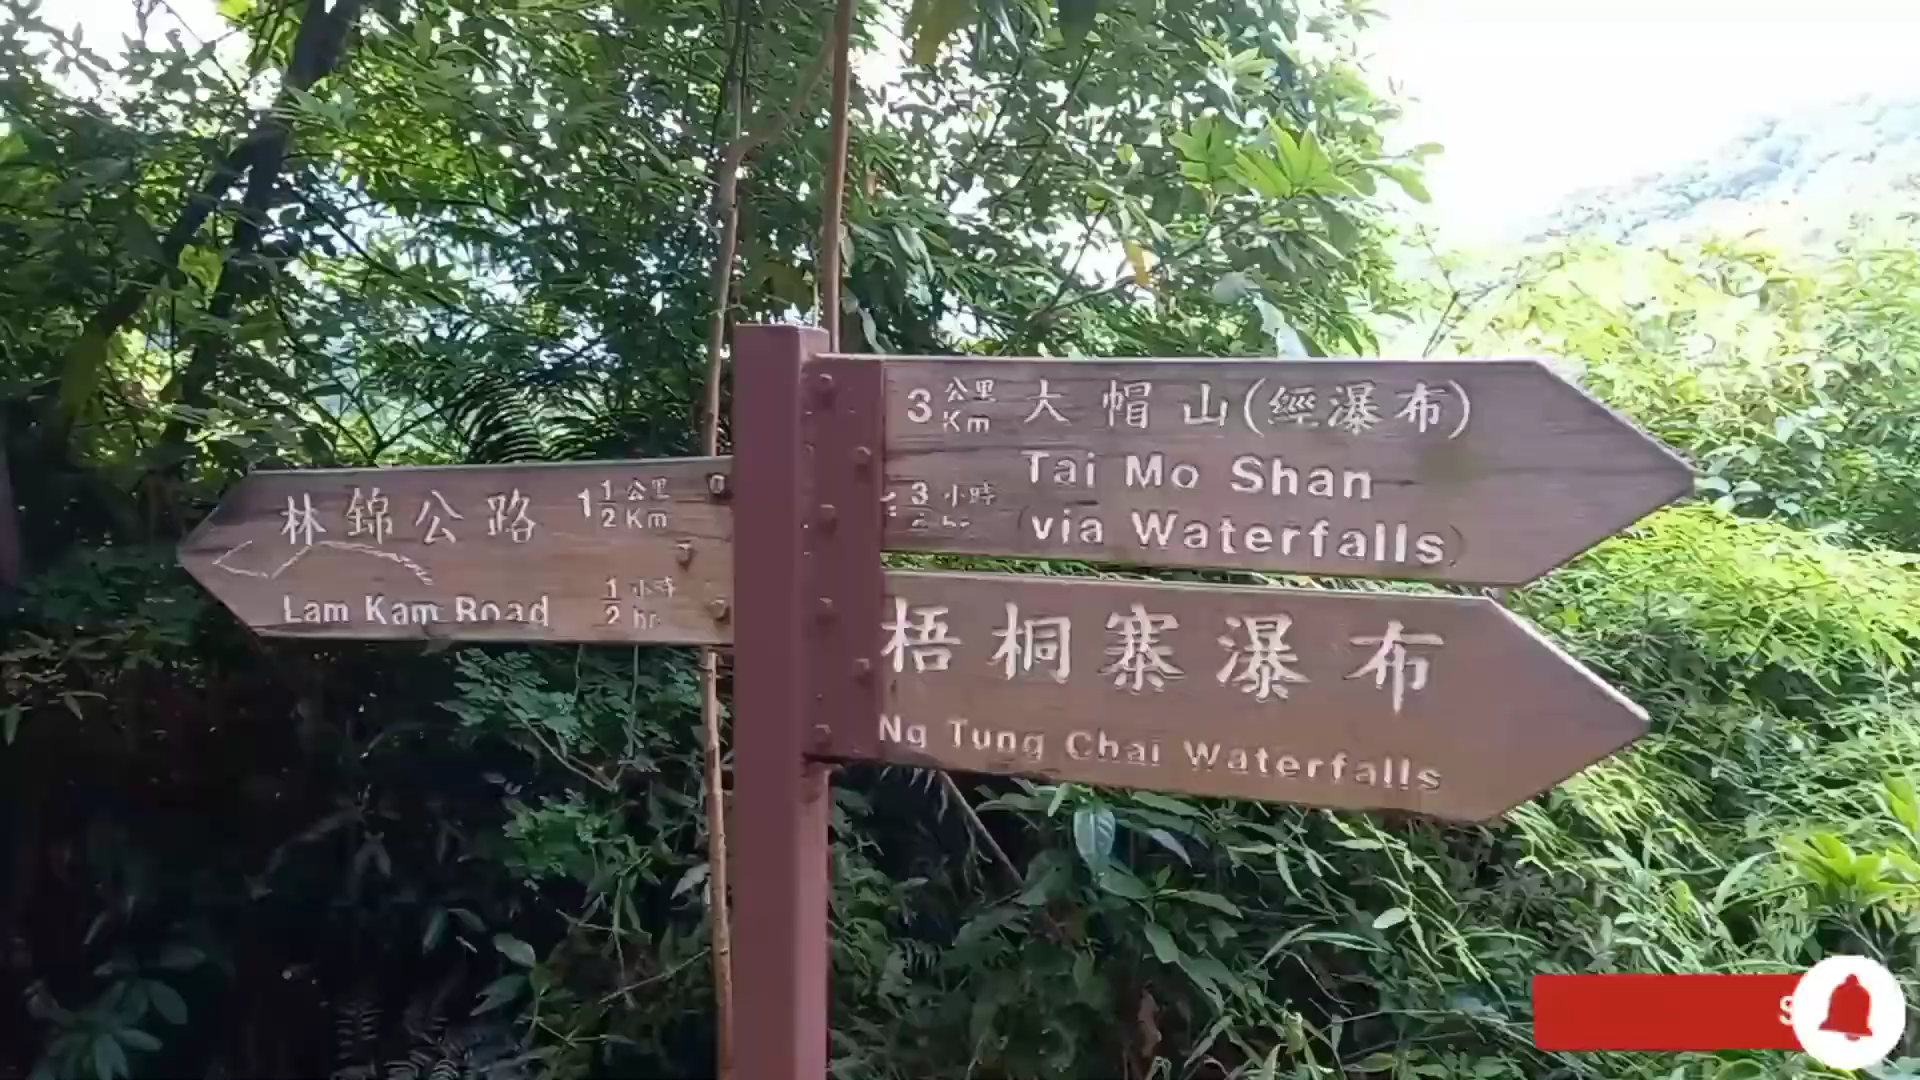 林錦公路 1 1/2 公里 Km
Lam Kam Road 1/2 小時 hr
3 公里 Km 大帽山(經瀑布)
Tai Mo Shan
3 小時
(via Waterfalls)
梧桐寨瀑布
Ng Tung Chai Waterfalls